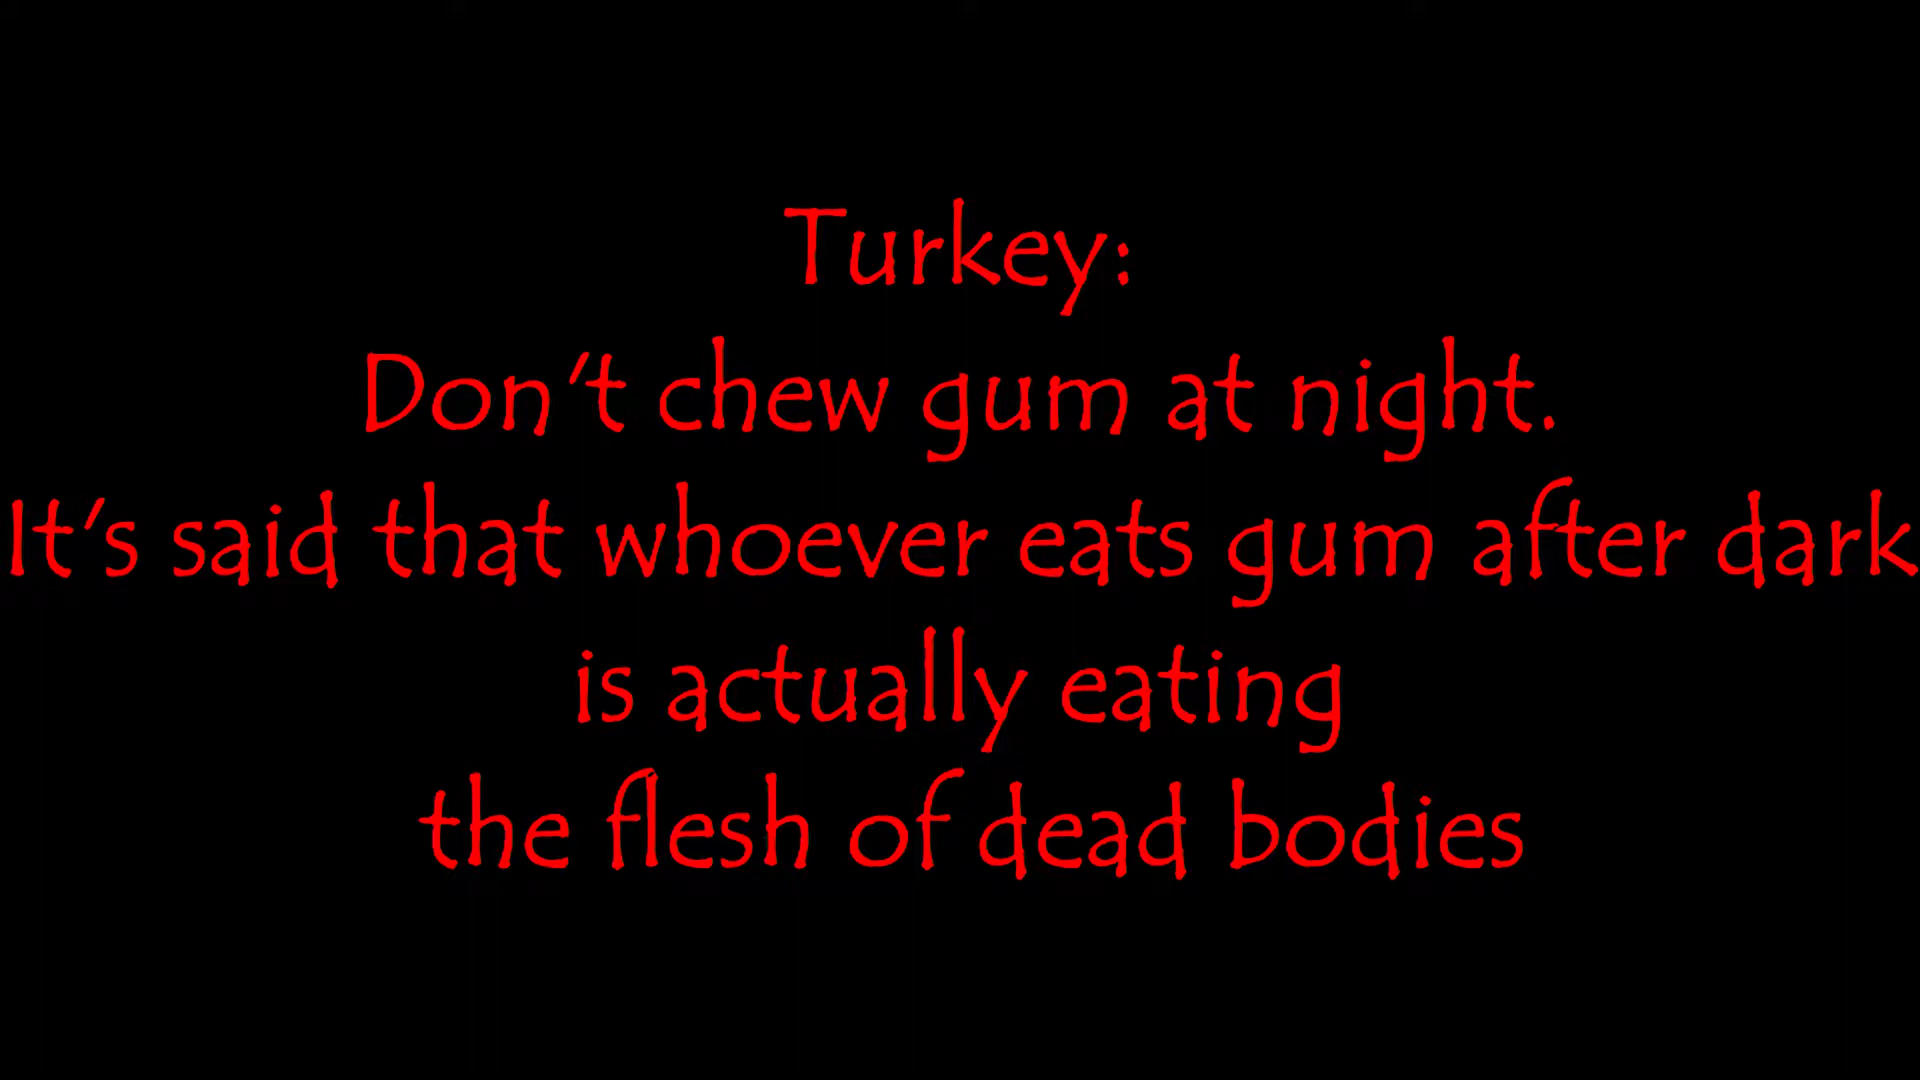 Turkey:
Don't chew gum at night.
It's said that whoever eats gum after dark
is actually eating
the flesh of dead bodies